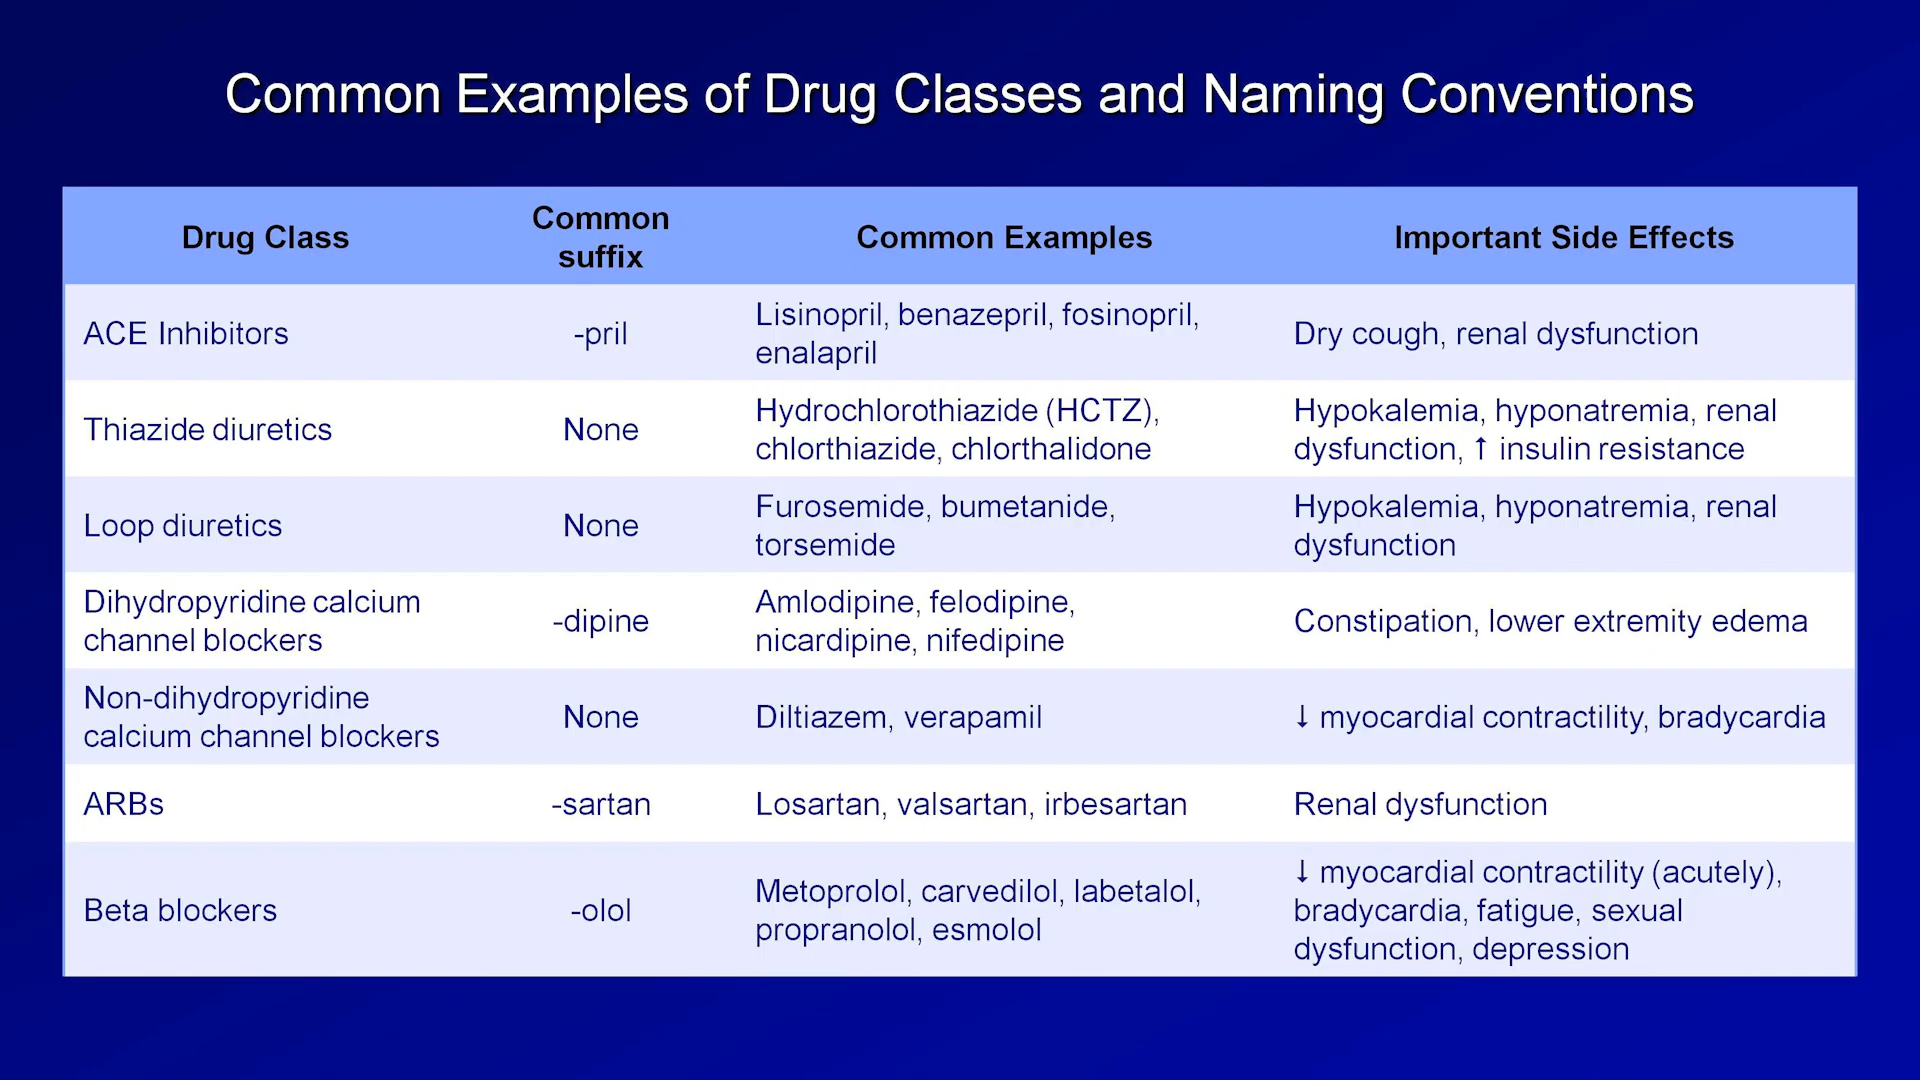 Common Examples of Drug Classes and Naming Conventions
Drug Class
Common
suffix
Common Examples
Important Side Effects
ACE Inhibitors
-pril
Lisinopril, benazepril, fosinopril,
enalapril
Dry cough, renal dysfunction
Thiazide diuretics
None
Hydrochlorothiazide (HCTZ),
chlorthiazide, chlorthalidone
Hypokalemia, hyponatremia, renal
dysfunction, ↑ insulin resistance
Loop diuretics
None
Furosemide, bumetanide,
torsemide
Hypokalemia, hyponatremia, renal
dysfunction
Dihydropyridine calcium
channel blockers
-dipine
Amlodipine, felodipine,
nicardipine, nifedipine
Constipation, lower extremity edema
Non-dihydropyridine
calcium channel blockers
None
Diltiazem, verapamil
↓ myocardial contractility, bradycardia
ARBs
-sartan
Losartan, valsartan, irbesartan
Renal dysfunction
Beta blockers
-olol
Metoprolol, carvedilol, labetalol,
propranolol, esmolol
↓ myocardial contractility (acutely),
bradycardia, fatigue, sexual
dysfunction, depression